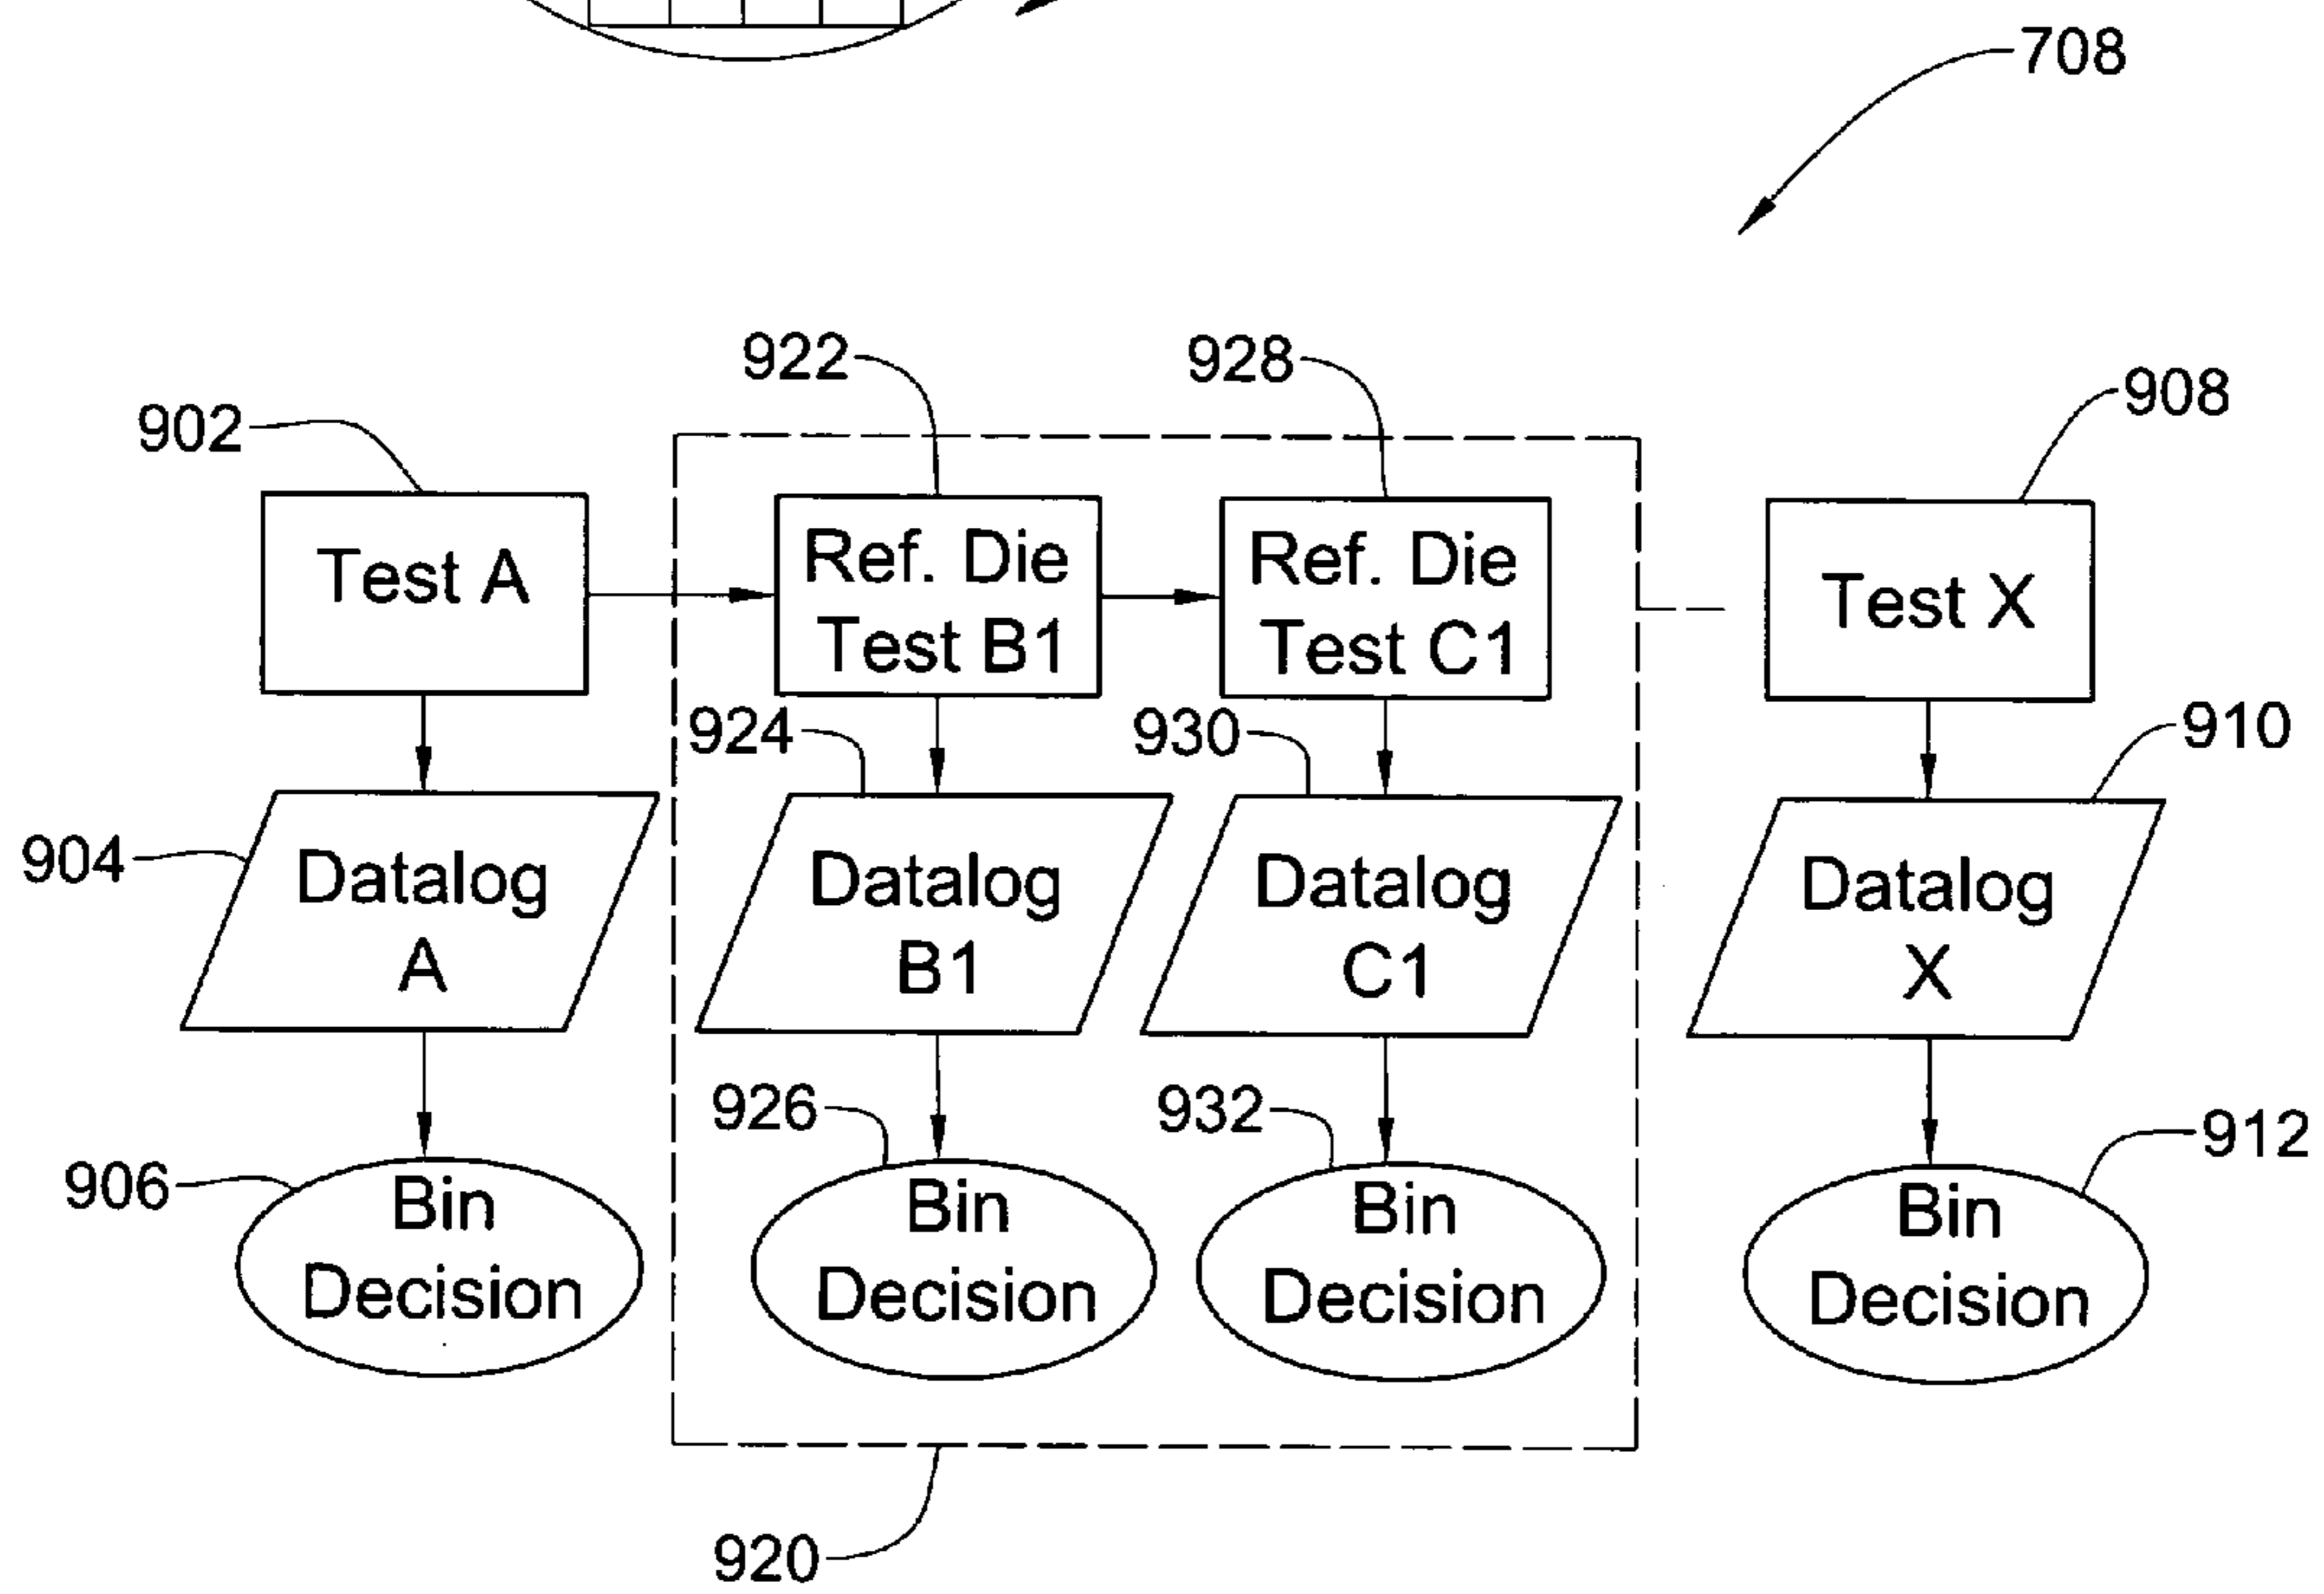 708
922
928
908
902
Test A
Ref. Die
Test B1
Ref. Die
Test C1
Test X
924
930
910
904
Datalog
A
Datalog
B1
Datalog
C1
Datalog
X
926
932
912
906
Bin
Decision
Bin
Decision
Bin
Decision
Bin
Decision
920